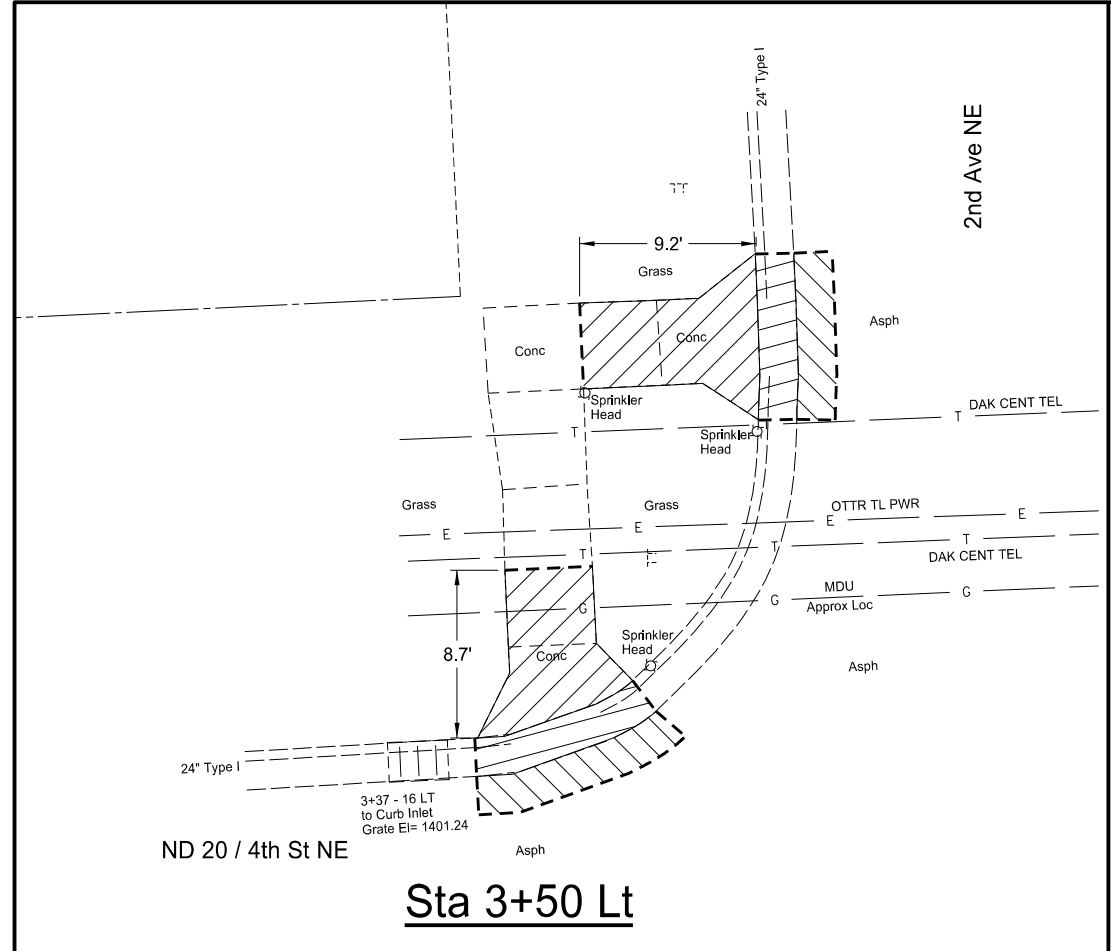 24" Type I
2nd Ave NE
9.2'
Grass
Asph
Conc
Conc
Sprinkler
Head
DAK CENT TEL
T
T
Sprinkler
Head
Grass
Grass
OTTR TL PWR
E
E
E
E
T
T
T
DAK CENT TEL
MDU
G
G
G
Approx Loc
8.7'
Sprinkler
Head
Conc
Asph
24" Type I
3+37 - 16 LT
to Curb Inlet
Grate El= 1401.24
ND 20 / 4th St NE
Asph
Sta 3+50 Lt